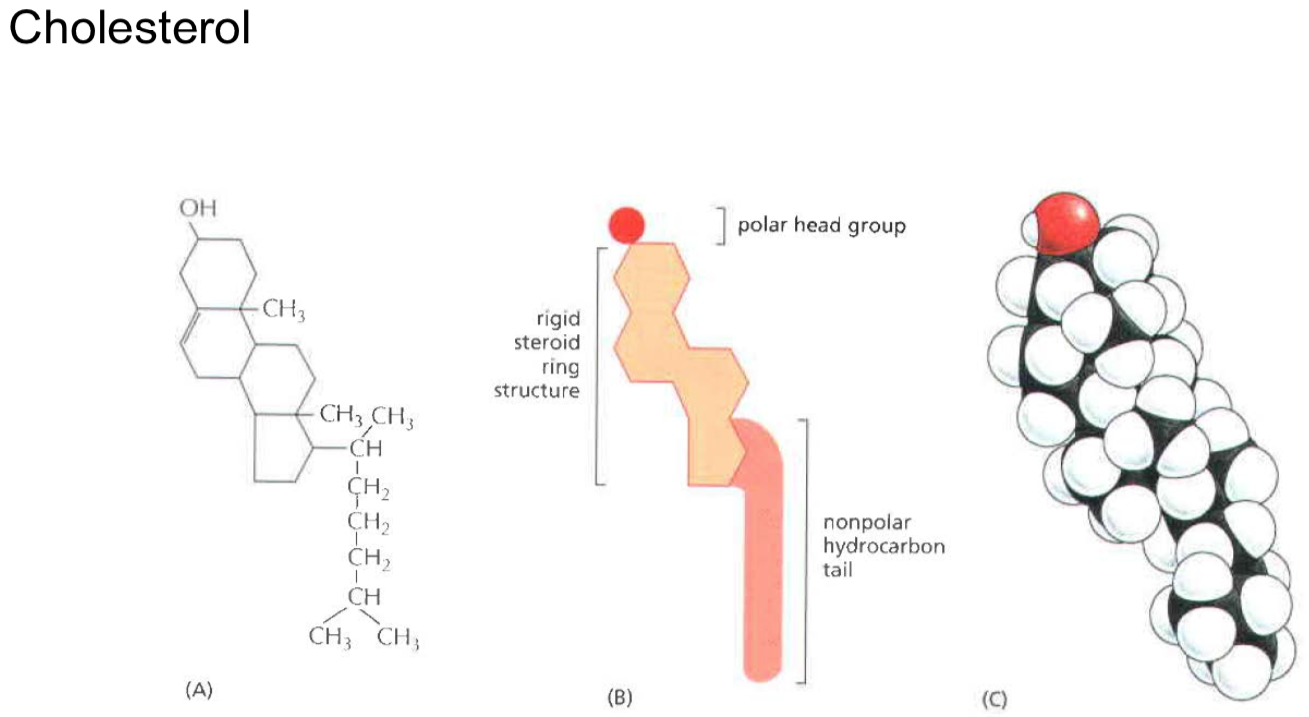 Cholesterol
OH
CH3
CH3 CH3
CH
CH2
CH2
CH2
CH
CH3 CH3
(A)
polar head group
rigid
steroid
ring
structure
nonpolar
hydrocarbon
tail
(B)
(C)